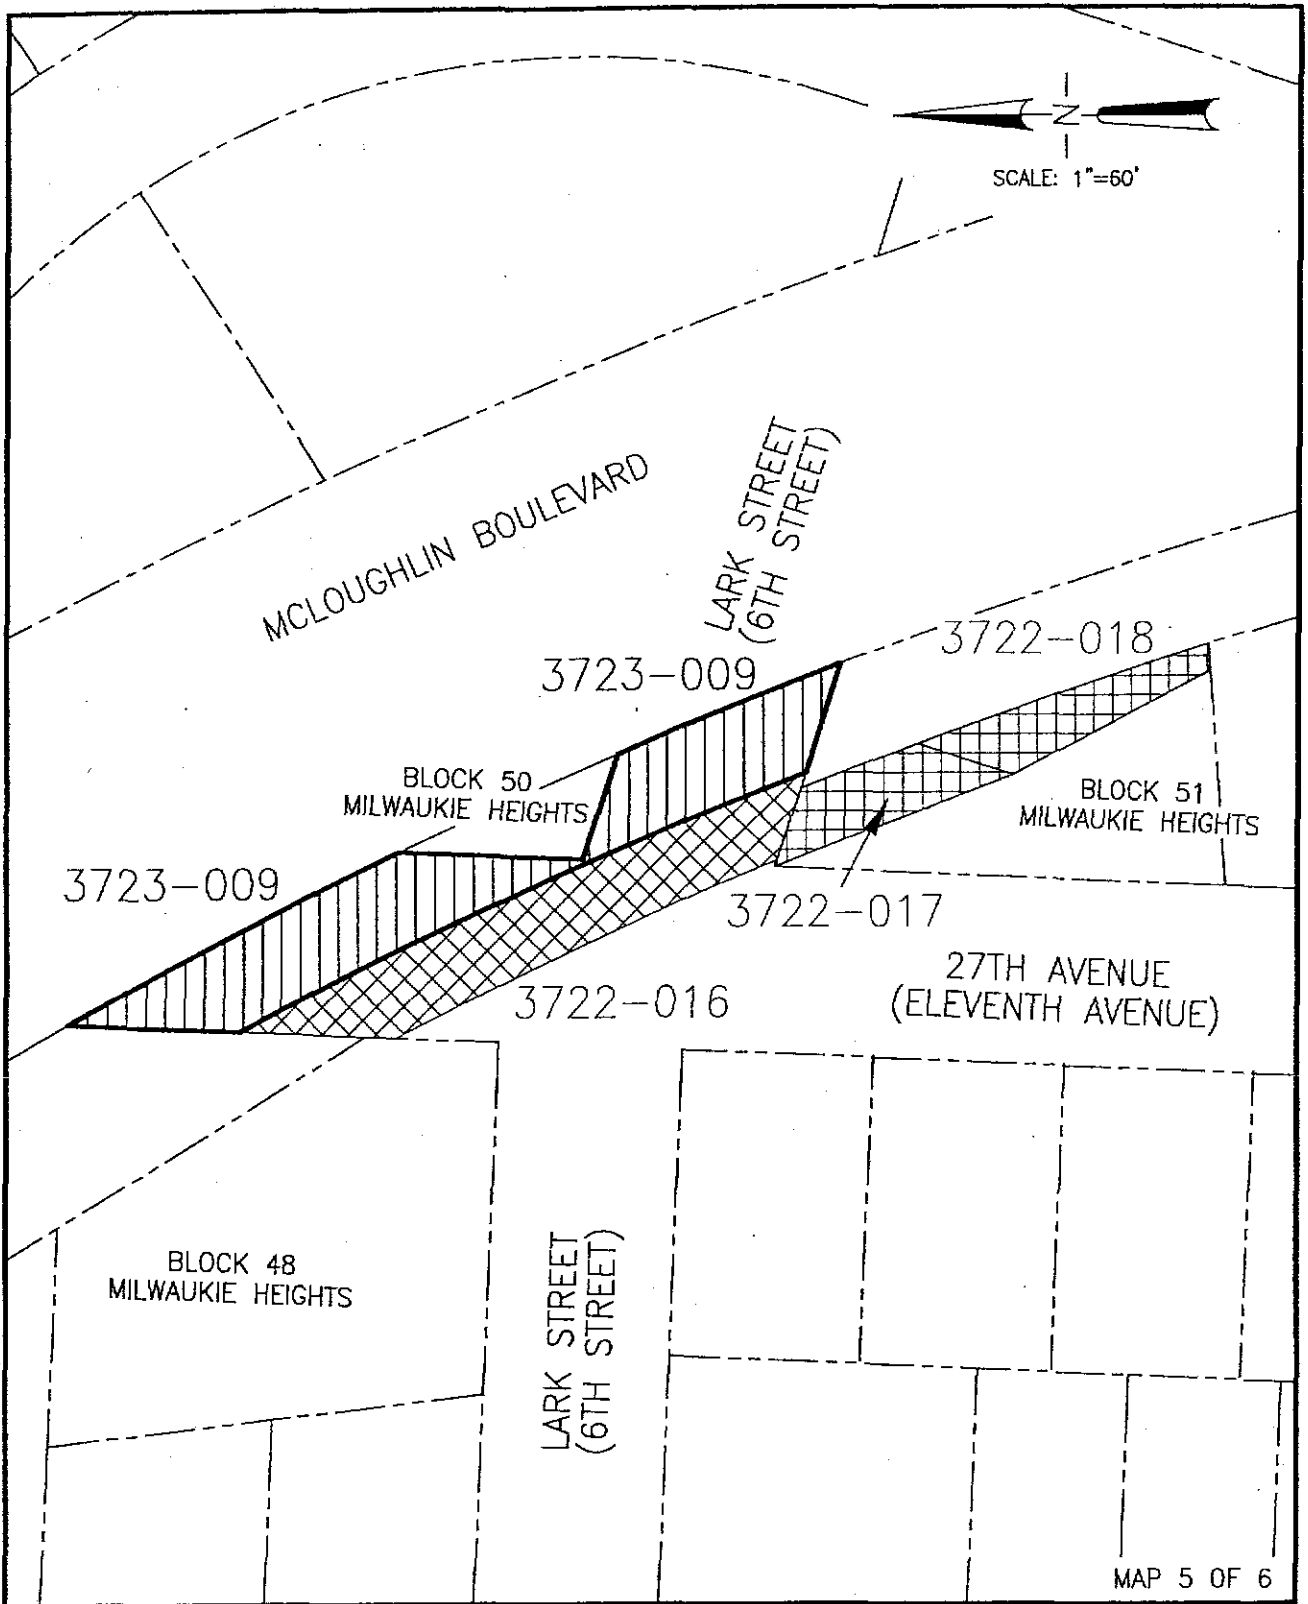 N
SCALE: 1"=60'
MCLOUGHLIN BOULEVARD
LARK STREET
(6TH STREET)
3722-018
3723-009
BLOCK 50
MILWAUKIE HEIGHTS
BLOCK 51
MILWAUKIE HEIGHTS
3723-009
3722-017
27TH AVENUE
(ELEVENTH AVENUE)
3722-016
BLOCK 48
MILWAUKIE HEIGHTS
LARK STREET
(6TH STREET)
MAP 5 OF 6